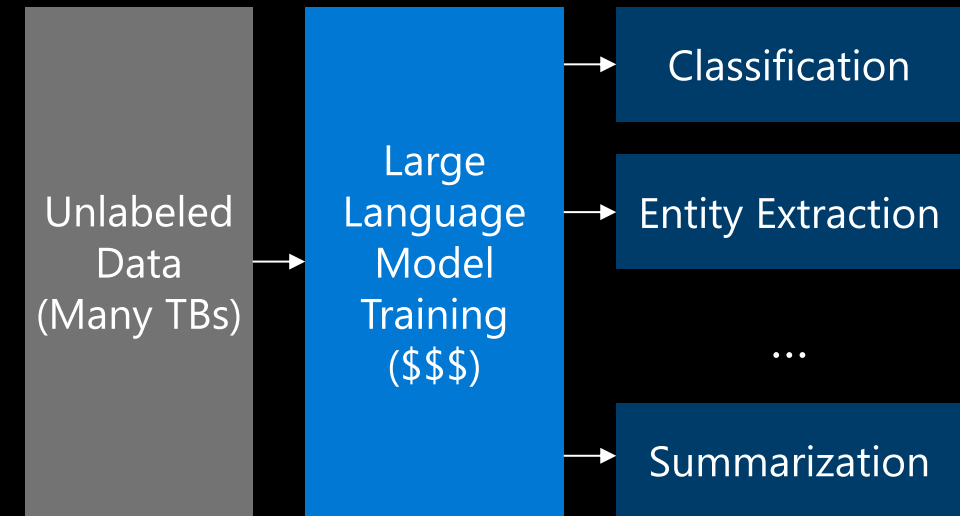 Unlabeled
Data
(Many TBs)
Large
Language
Model
Training
($$$)
Classification
Entity Extraction
...
Summarization